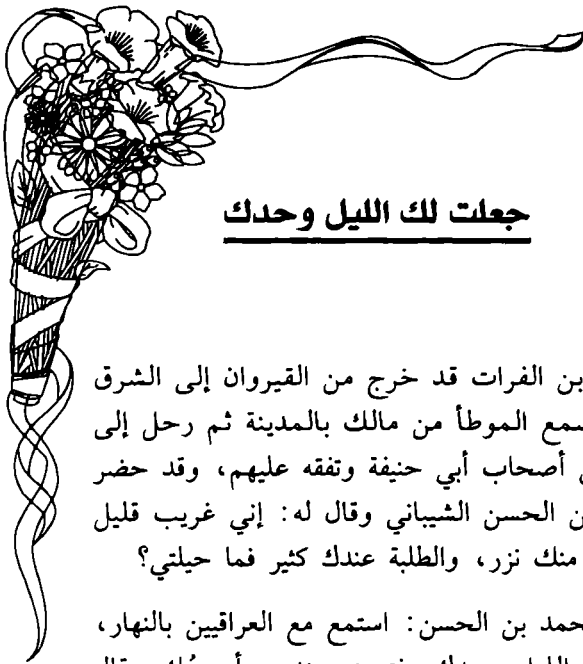 جعلت لك الليل وحدك
بن الفرات قد خرج من القيروان إلى الشرق
سمع الموطأ من مالك بالمدينة ثم رحل إلى
أصحاب أبي حنيفة وتفقه عليهم، وقد حضر
بن الحسن الشيباني وقال له: إني غريب قليل
منك نزر، والطلبة عندك كثير فما حيلتي؟
حمد بن الحسن: استمع مع العراقيين بالنهار،